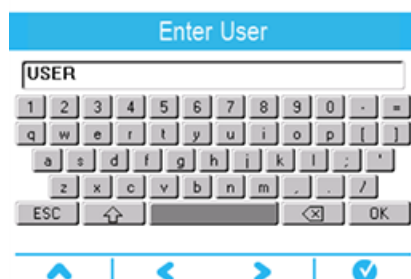 Enter User
USER
1 2 3 4 5 6 7 8 9 0 - =
q w e r t y u i o p [ ]
a s d f g h j k l ; '
z x c v b n m , . /
ESC OK